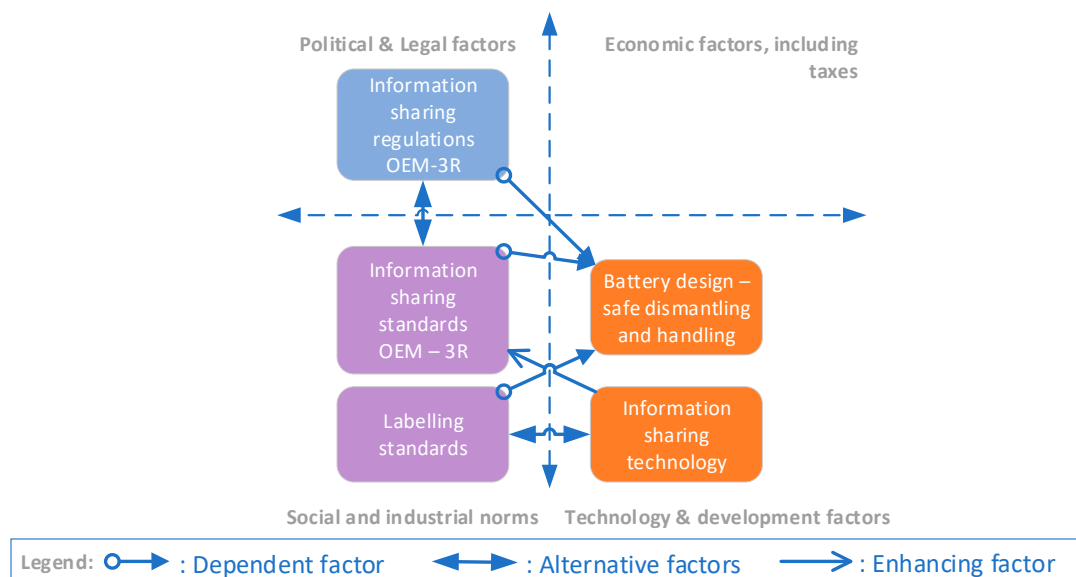 Political & Legal factors
Economic factors, including
taxes
Information
sharing
regulations
OEM-3R
Information
sharing
standards
OEM – 3R
Battery design –
safe dismantling
and handling
Labelling
standards
Information
sharing
technology
Social and industrial norms
Technology & development factors
Legend: : Dependent factor : Alternative factors : Enhancing factor